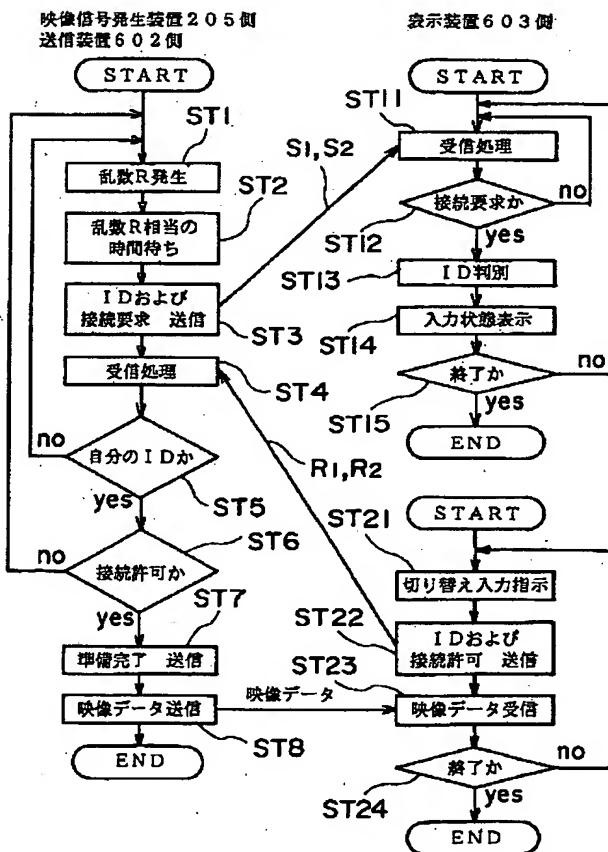 映像信号発生装置205側
送信装置602側
START
ST1
乱数R発生
ST2
乱数R相当の
時間待ち
IDおよび
接続要求 送信
ST3
受信処理
ST4
no
自分のIDか
yes
ST5
ST6
no
接続許可か
yes
ST7
準備完了 送信
映像データ送信
映像データ
ST8
END
S1,S2
R1,R2
表示装置603側
START
ST11
受信処理
no
接続要求か
ST12
yes
ST13
ID判別
入力状態表示
ST14
no
終了か
ST15
yes
END
START
ST21
切り替え入力指示
ST22
IDおよび
接続許可 送信
ST23
映像データ受信
no
終了か
ST24
yes
END